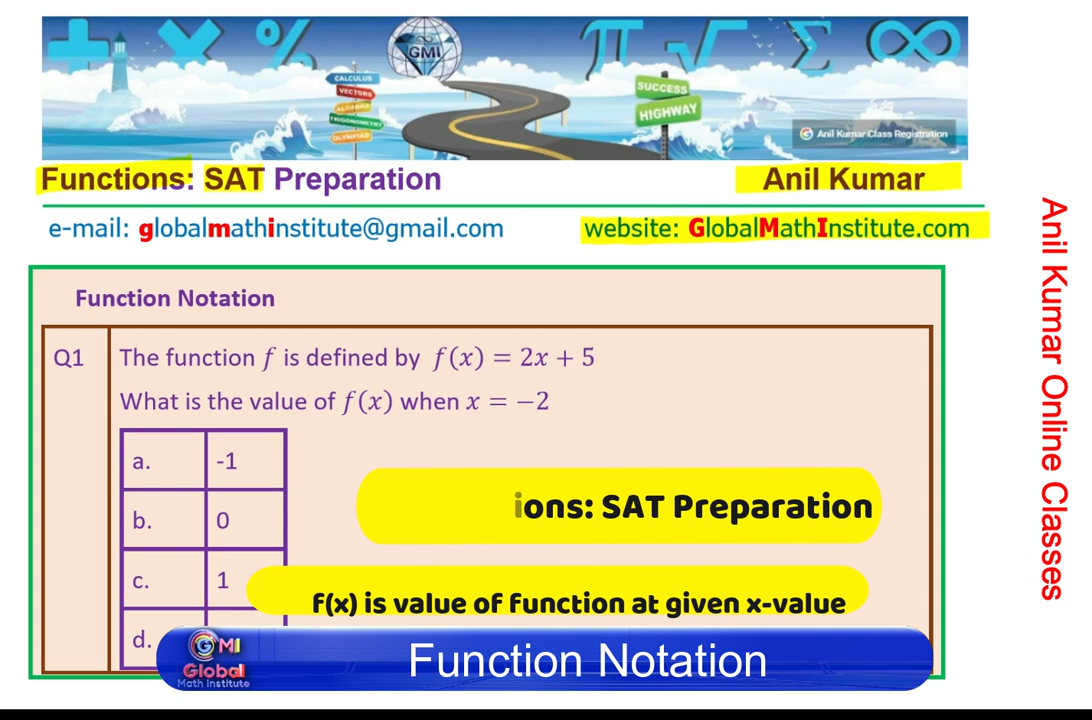 GMI
CALCULUS
VECTORS
ALGEBRA
TRIGONOMETRY
OLYMPIAD
SUCCESS
HIGHWAY
Anil Kumar Class Registration
Functions: SAT Preparation
Anil Kumar
e-mail: globalmathinstitute@gmail.com
website: GlobalMathInstitute.com
Anil Kumar Online Classes
Function Notation
Q1 The function f is defined by f(x) = 2x + 5
What is the value of f(x) when x = −2
a. -1
b. 0
c. 1
d.
ions: SAT Preparation
f(x) is value of function at given x-value
GMI
Global
Math Institute
Function Notation